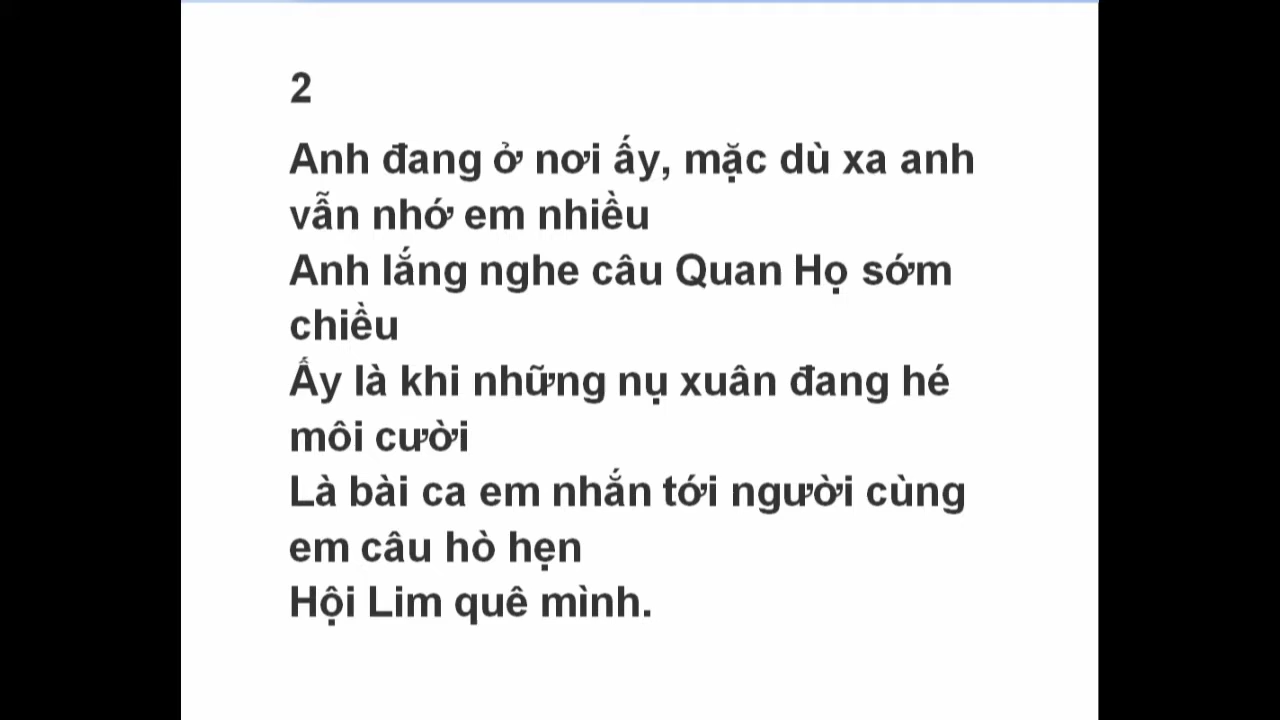 2
Anh đang ở nơi ấy, mặc dù xa anh
vẫn nhớ em nhiều
Anh lắng nghe câu Quan Họ sớm
chiều
Ấy là khi những nụ xuân đang hé
môi cười
Là bài ca em nhắn tới người cùng
em câu hò hẹn
Hội Lim quê mình.